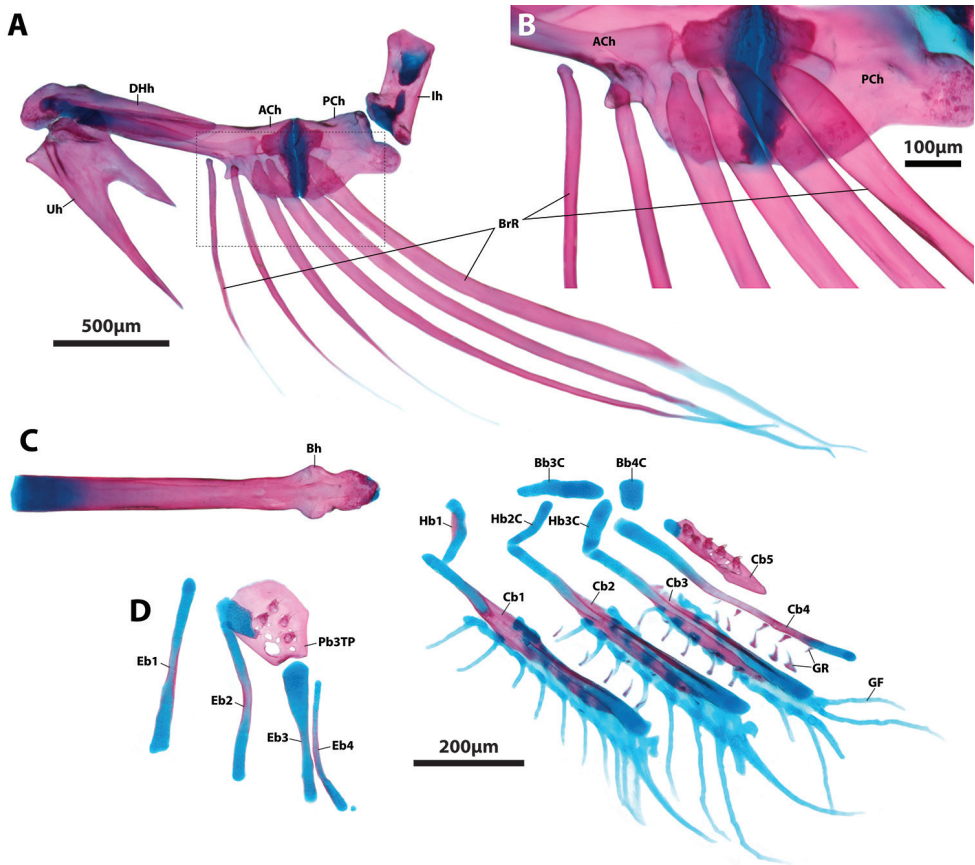 A
DHh
ACh
PCh
Ih
Uh
BrR
500μm
B
ACh
PCh
100μm
C
Bh
D
Eb1
Eb2
Pb3TP
Eb3
Eb4
Bb3C
Bb4C
Hb1
Hb2C
Hb3C
Cb5
Cb1
Cb2
Cb3
Cb4
GR
GF
200μm